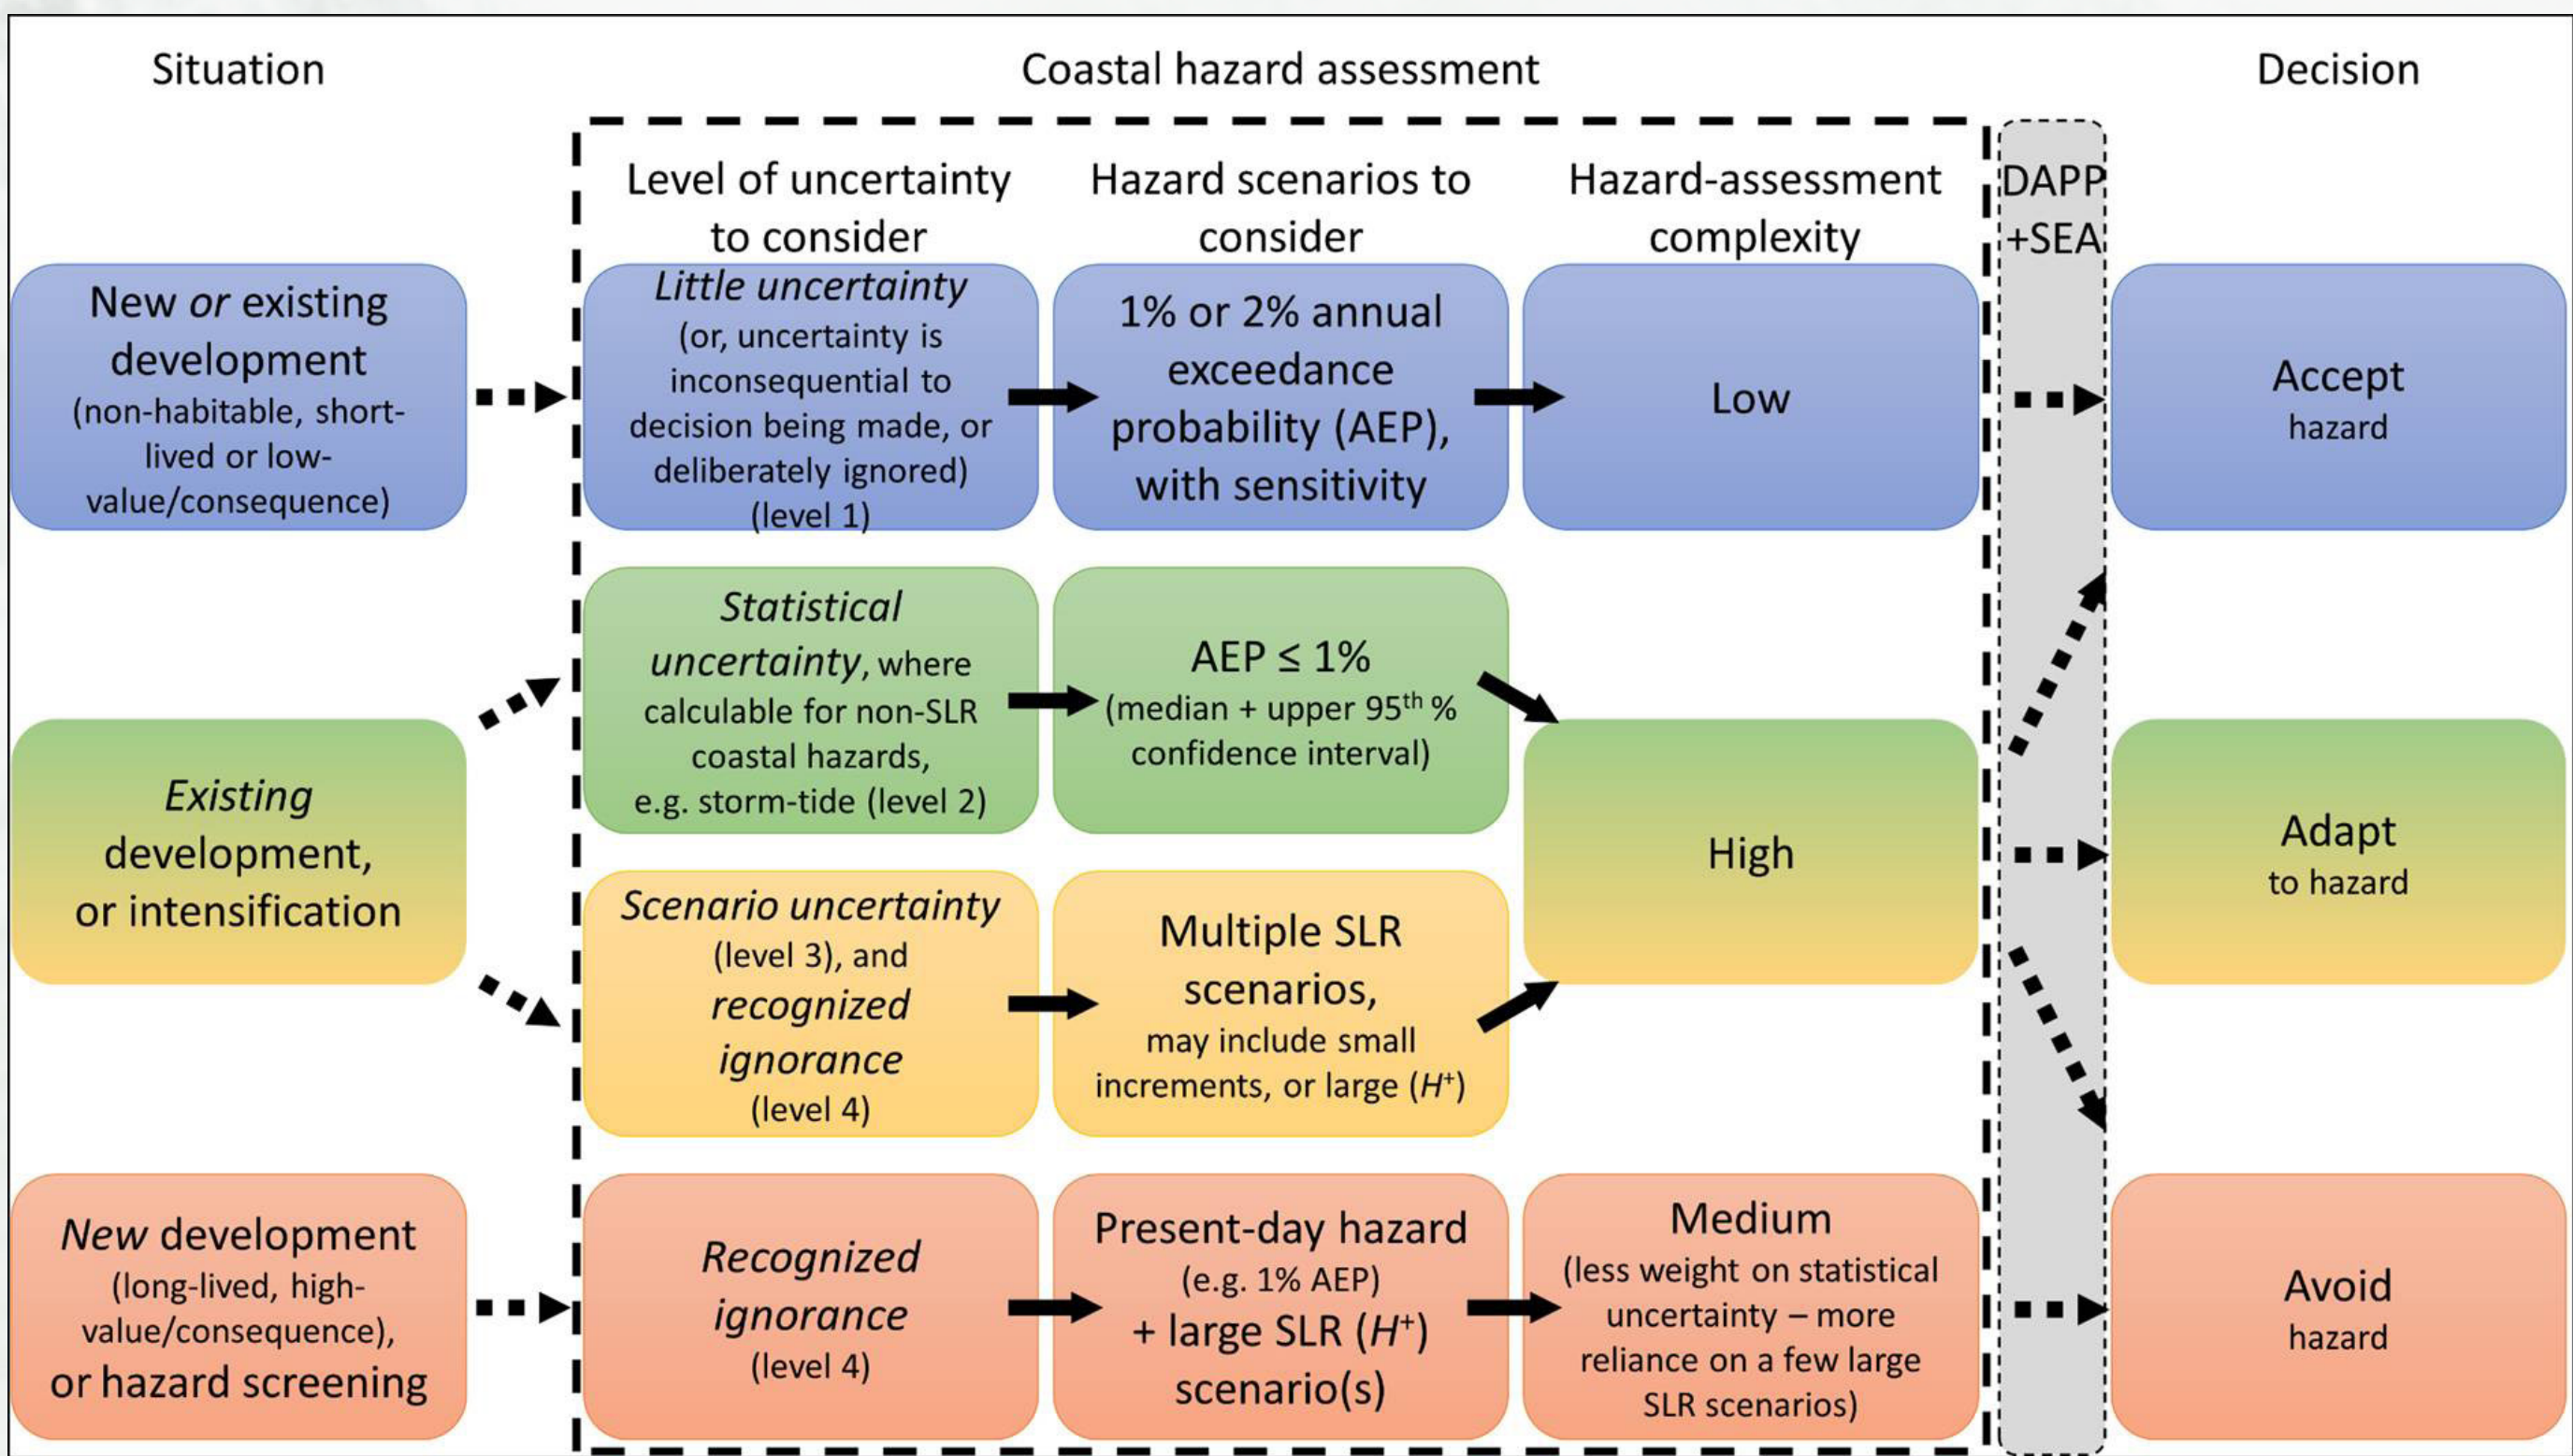 Situation
Coastal hazard assessment
Decision
Level of uncertainty
to consider
Hazard scenarios to
consider
Hazard-assessment
complexity
DAPP
+SEA
New or existing
development
(non-habitable, short-
lived or low-
value/consequence)
Little uncertainty
(or, uncertainty is
inconsequential to
decision being made, or
deliberately ignored)
(level 1)
1% or 2% annual
exceedance
probability (AEP),
with sensitivity
Low
Accept
hazard
Existing
development,
or intensification
Statistical
uncertainty, where
calculable for non-SLR
coastal hazards,
e.g. storm-tide (level 2)
AEP ≤ 1%
(median + upper 95th %
confidence interval)
Scenario uncertainty
(level 3), and
recognized
ignorance
(level 4)
Multiple SLR
scenarios,
may include small
increments, or large (H+)
High
Adapt
to hazard
New development
(long-lived, high-
value/consequence),
or hazard screening
Recognized
ignorance
(level 4)
Present-day hazard
(e.g. 1% AEP)
+ large SLR (H+)
scenario(s)
Medium
(less weight on statistical
uncertainty – more
reliance on a few large
SLR scenarios)
Avoid
hazard